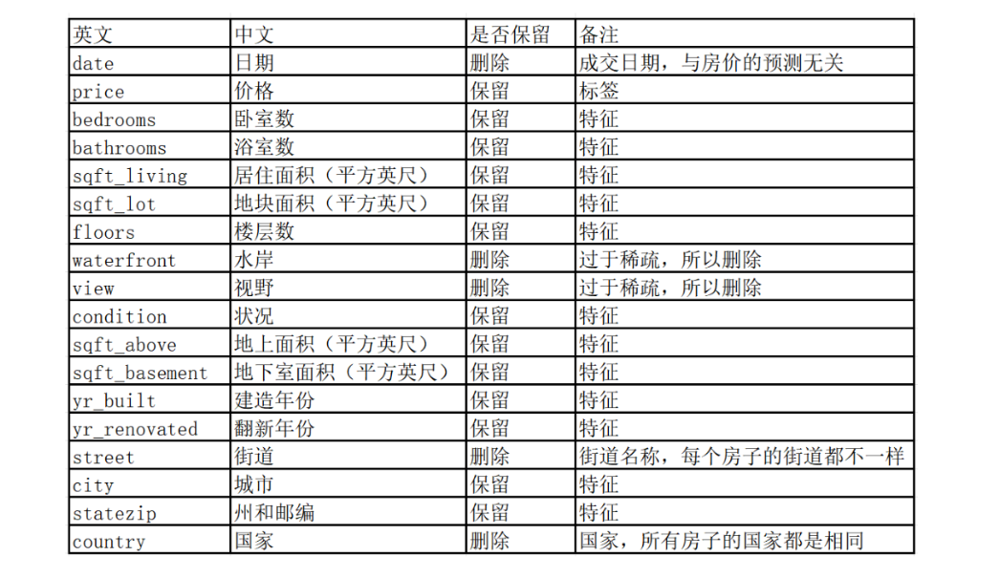 英文 中文 是否保留 备注
date 日期 删除 成交日期，与房价的预测无关
price 价格 保留 标签
bedrooms 卧室数 保留 特征
bathrooms 浴室数 保留 特征
sqft_living 居住面积（平方英尺） 保留 特征
sqft_lot 地块面积（平方英尺） 保留 特征
floors 楼层数 保留 特征
waterfront 水岸 删除 过于稀疏，所以删除
view 视野 删除 过于稀疏，所以删除
condition 状况 保留 特征
sqft_above 地上面积（平方英尺） 保留 特征
sqft_basement 地下室面积（平方英尺） 保留 特征
yr_built 建造年份 保留 特征
yr_renovated 翻新年份 保留 特征
street 街道 删除 街道名称，每个房子的街道都不一样
city 城市 保留 特征
statezip 州和邮编 保留 特征
country 国家 删除 国家，所有房子的国家都是相同